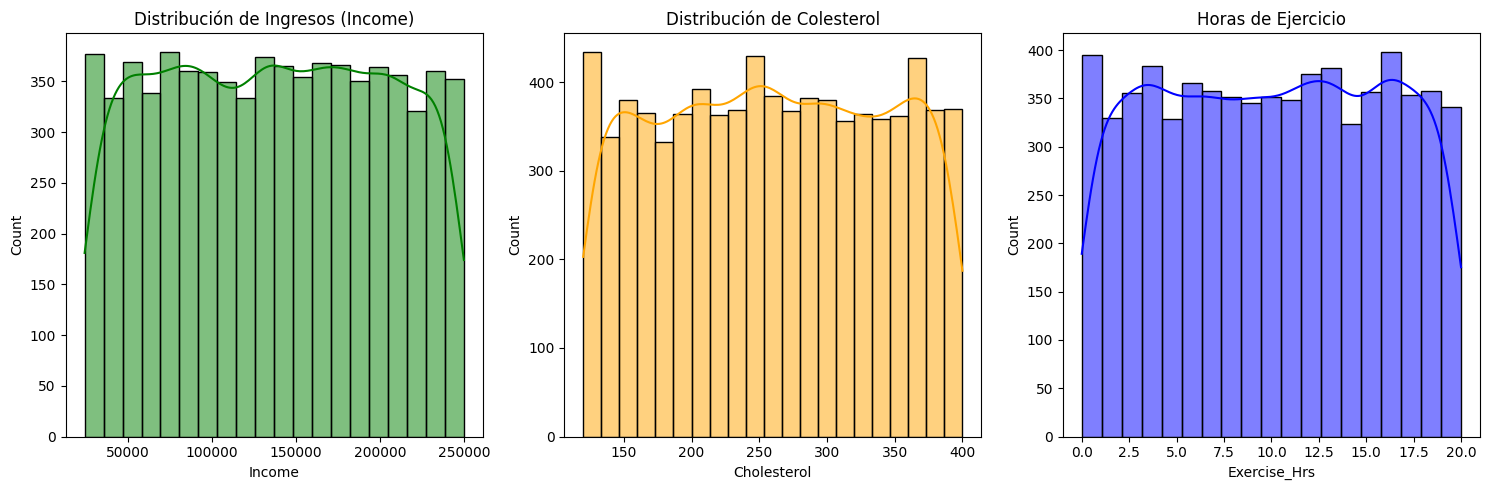 Distribución de Ingresos (Income)
350
300
250
200
150
100
50
0
Count
50000 100000 150000 200000 250000
Income
Distribución de Colesterol
400
300
200
100
0
Count
150 200 250 300 350 400
Cholesterol
Horas de Ejercicio
400
350
300
250
200
150
100
50
0
Count
0.0 2.5 5.0 7.5 10.0 12.5 15.0 17.5 20.0
Exercise_Hrs